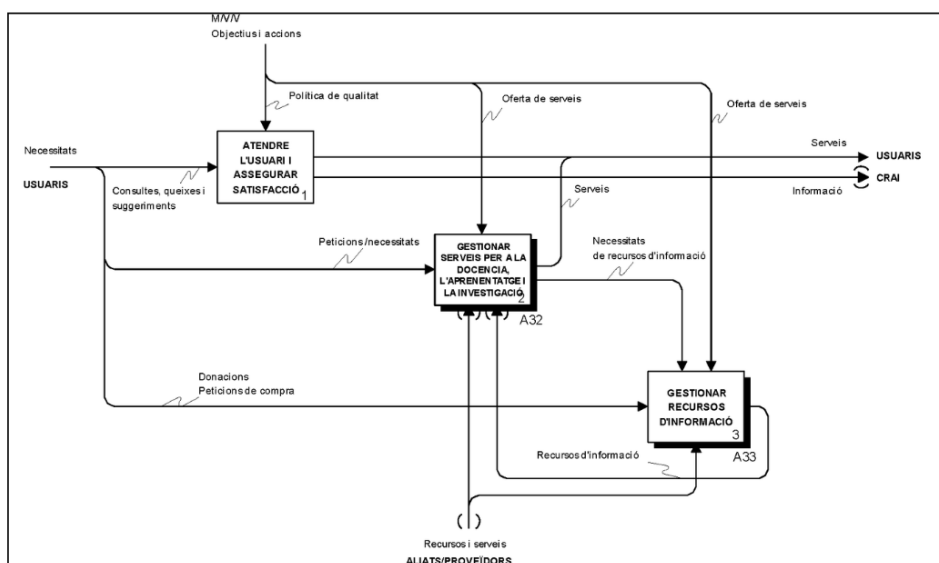 M/V/V
Objectius i accions
Política de qualitat
Oferta de serveis
Oferta de serveis
Necessitats
USUARIS
ATENDRE
L'USUARI I
ASSEGURAR
SATISFACCIÓ
1
Consultes, queixes i
suggeriments
Serveis
USUARIS
CRAI
Informació
Serveis
Peticions /necessitats
GESTIONAR
SERVEIS PER A LA
DOCENCIA,
L'APRENENTATGE I
LA INVESTIGACIÓ
2
A32
Necessitats
de recursos d'informació
Donacions
Peticions de compra
GESTIONAR
RECURSOS
D'INFORMACIÓ
3
A33
Recursos d'informació
Recursos i serveis
ALIATS/PROVEÏDORS